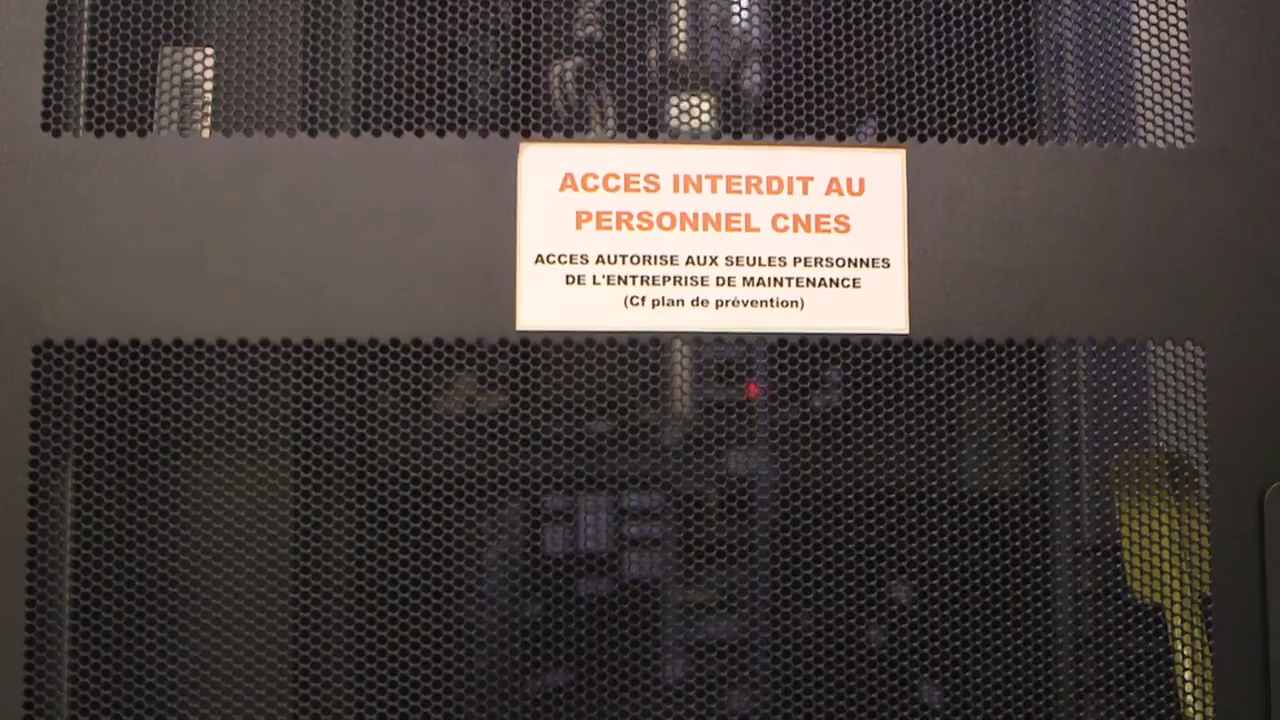 ACCES INTERDIT AU
PERSONNEL CNES
ACCES AUTORISE AUX SEULES PERSONNES
DE L'ENTREPRISE DE MAINTENANCE
(Cf plan de prévention)